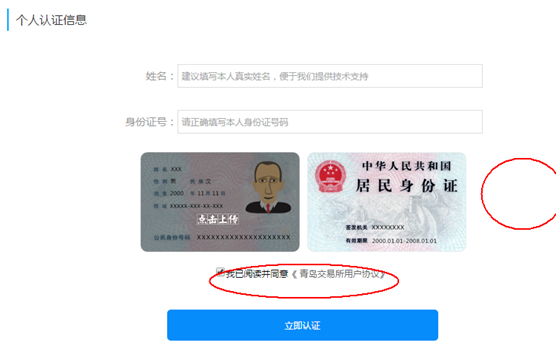 个人认证信息
姓名： 建议填写本人真实姓名，便于我们提供技术支持
身份证号： 请正确填写本人身份证号码
姓 名 XXX
性 别 男 民 族 汉
出 生 2000 年 11 月 11 日
住 址 XXXXX-XXX-XX-XXX
点击上传
公民身份号码 XXXXXXXXXXXXXXXXXX
中华人民共和国
居民身份证
签发机关 XXXXXXXX
有效期限 2000.01.01-2008.01.01
我已阅读并同意《 青岛交易所用户协议》
立即认证